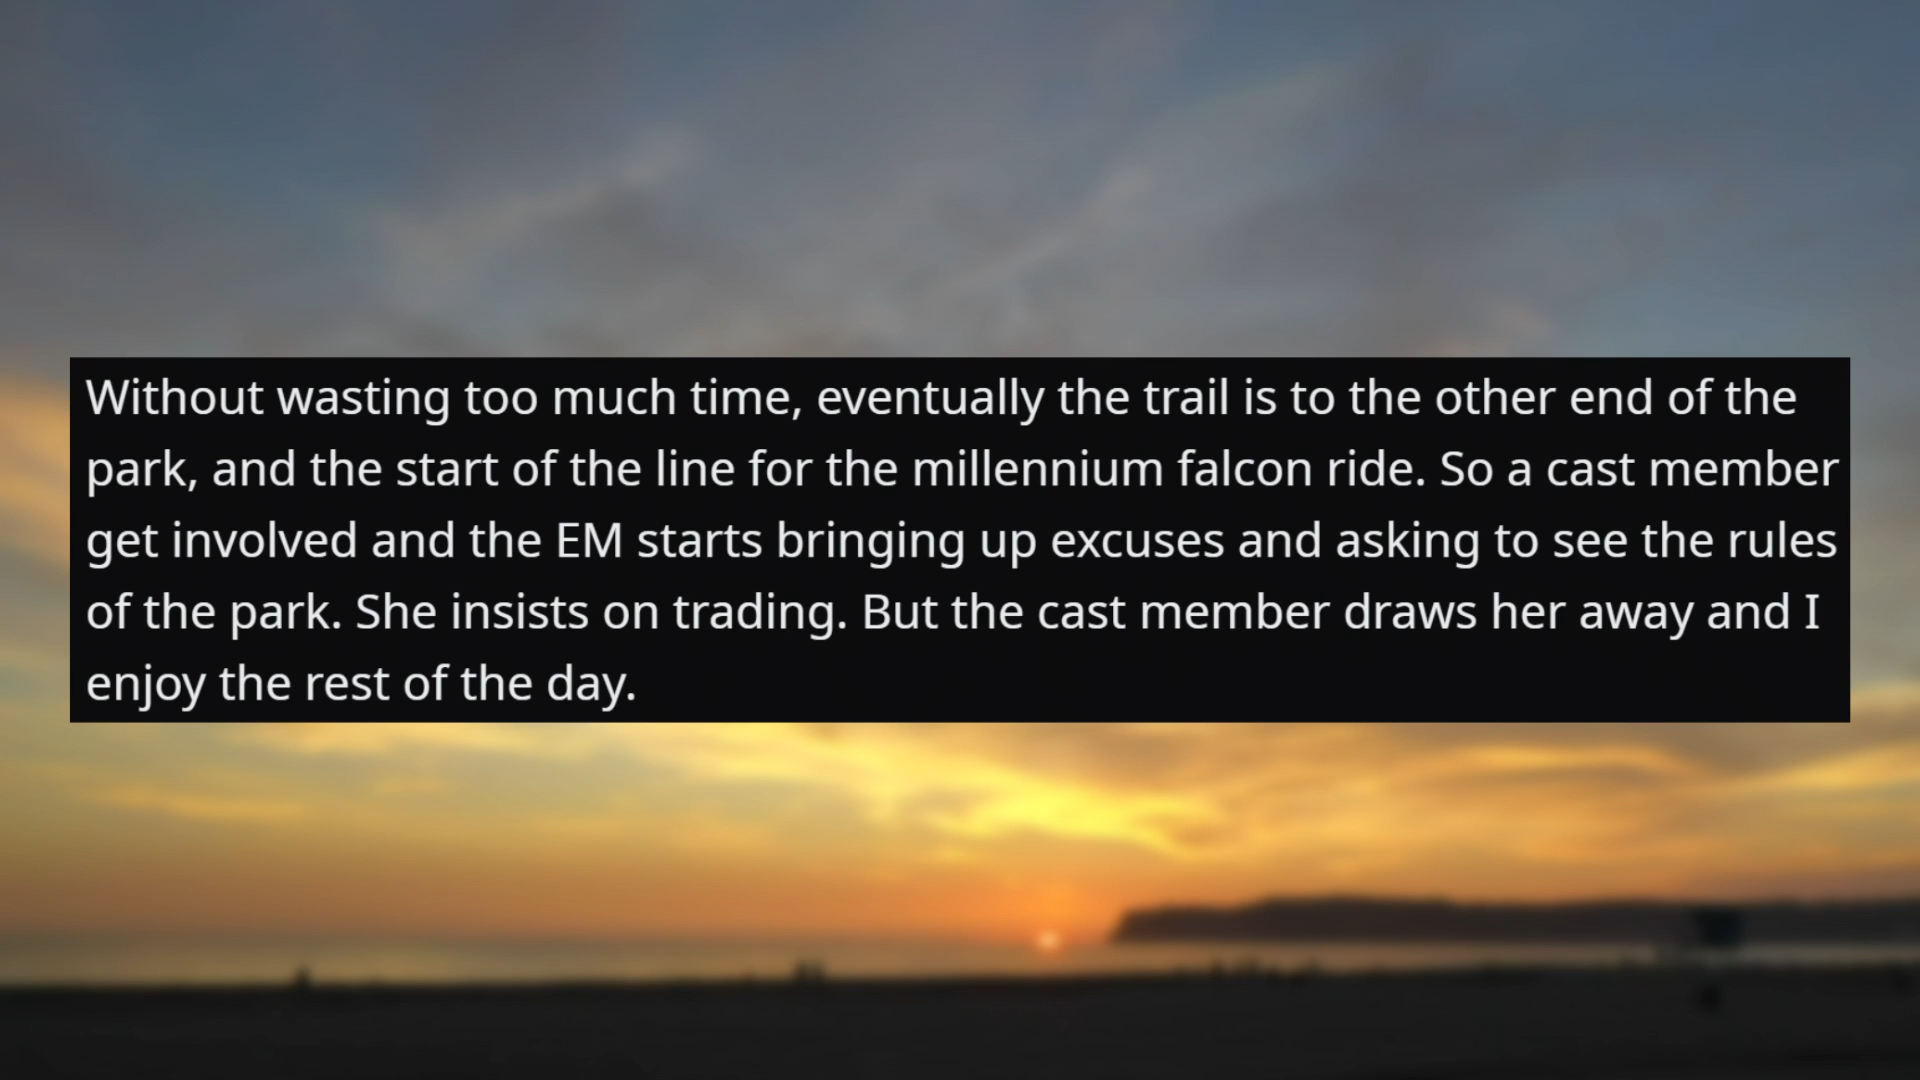 Without wasting too much time, eventually the trail is to the other end of the
park, and the start of the line for the millennium falcon ride. So a cast member
get involved and the EM starts bringing up excuses and asking to see the rules
of the park. She insists on trading. But the cast member draws her away and I
enjoy the rest of the day.